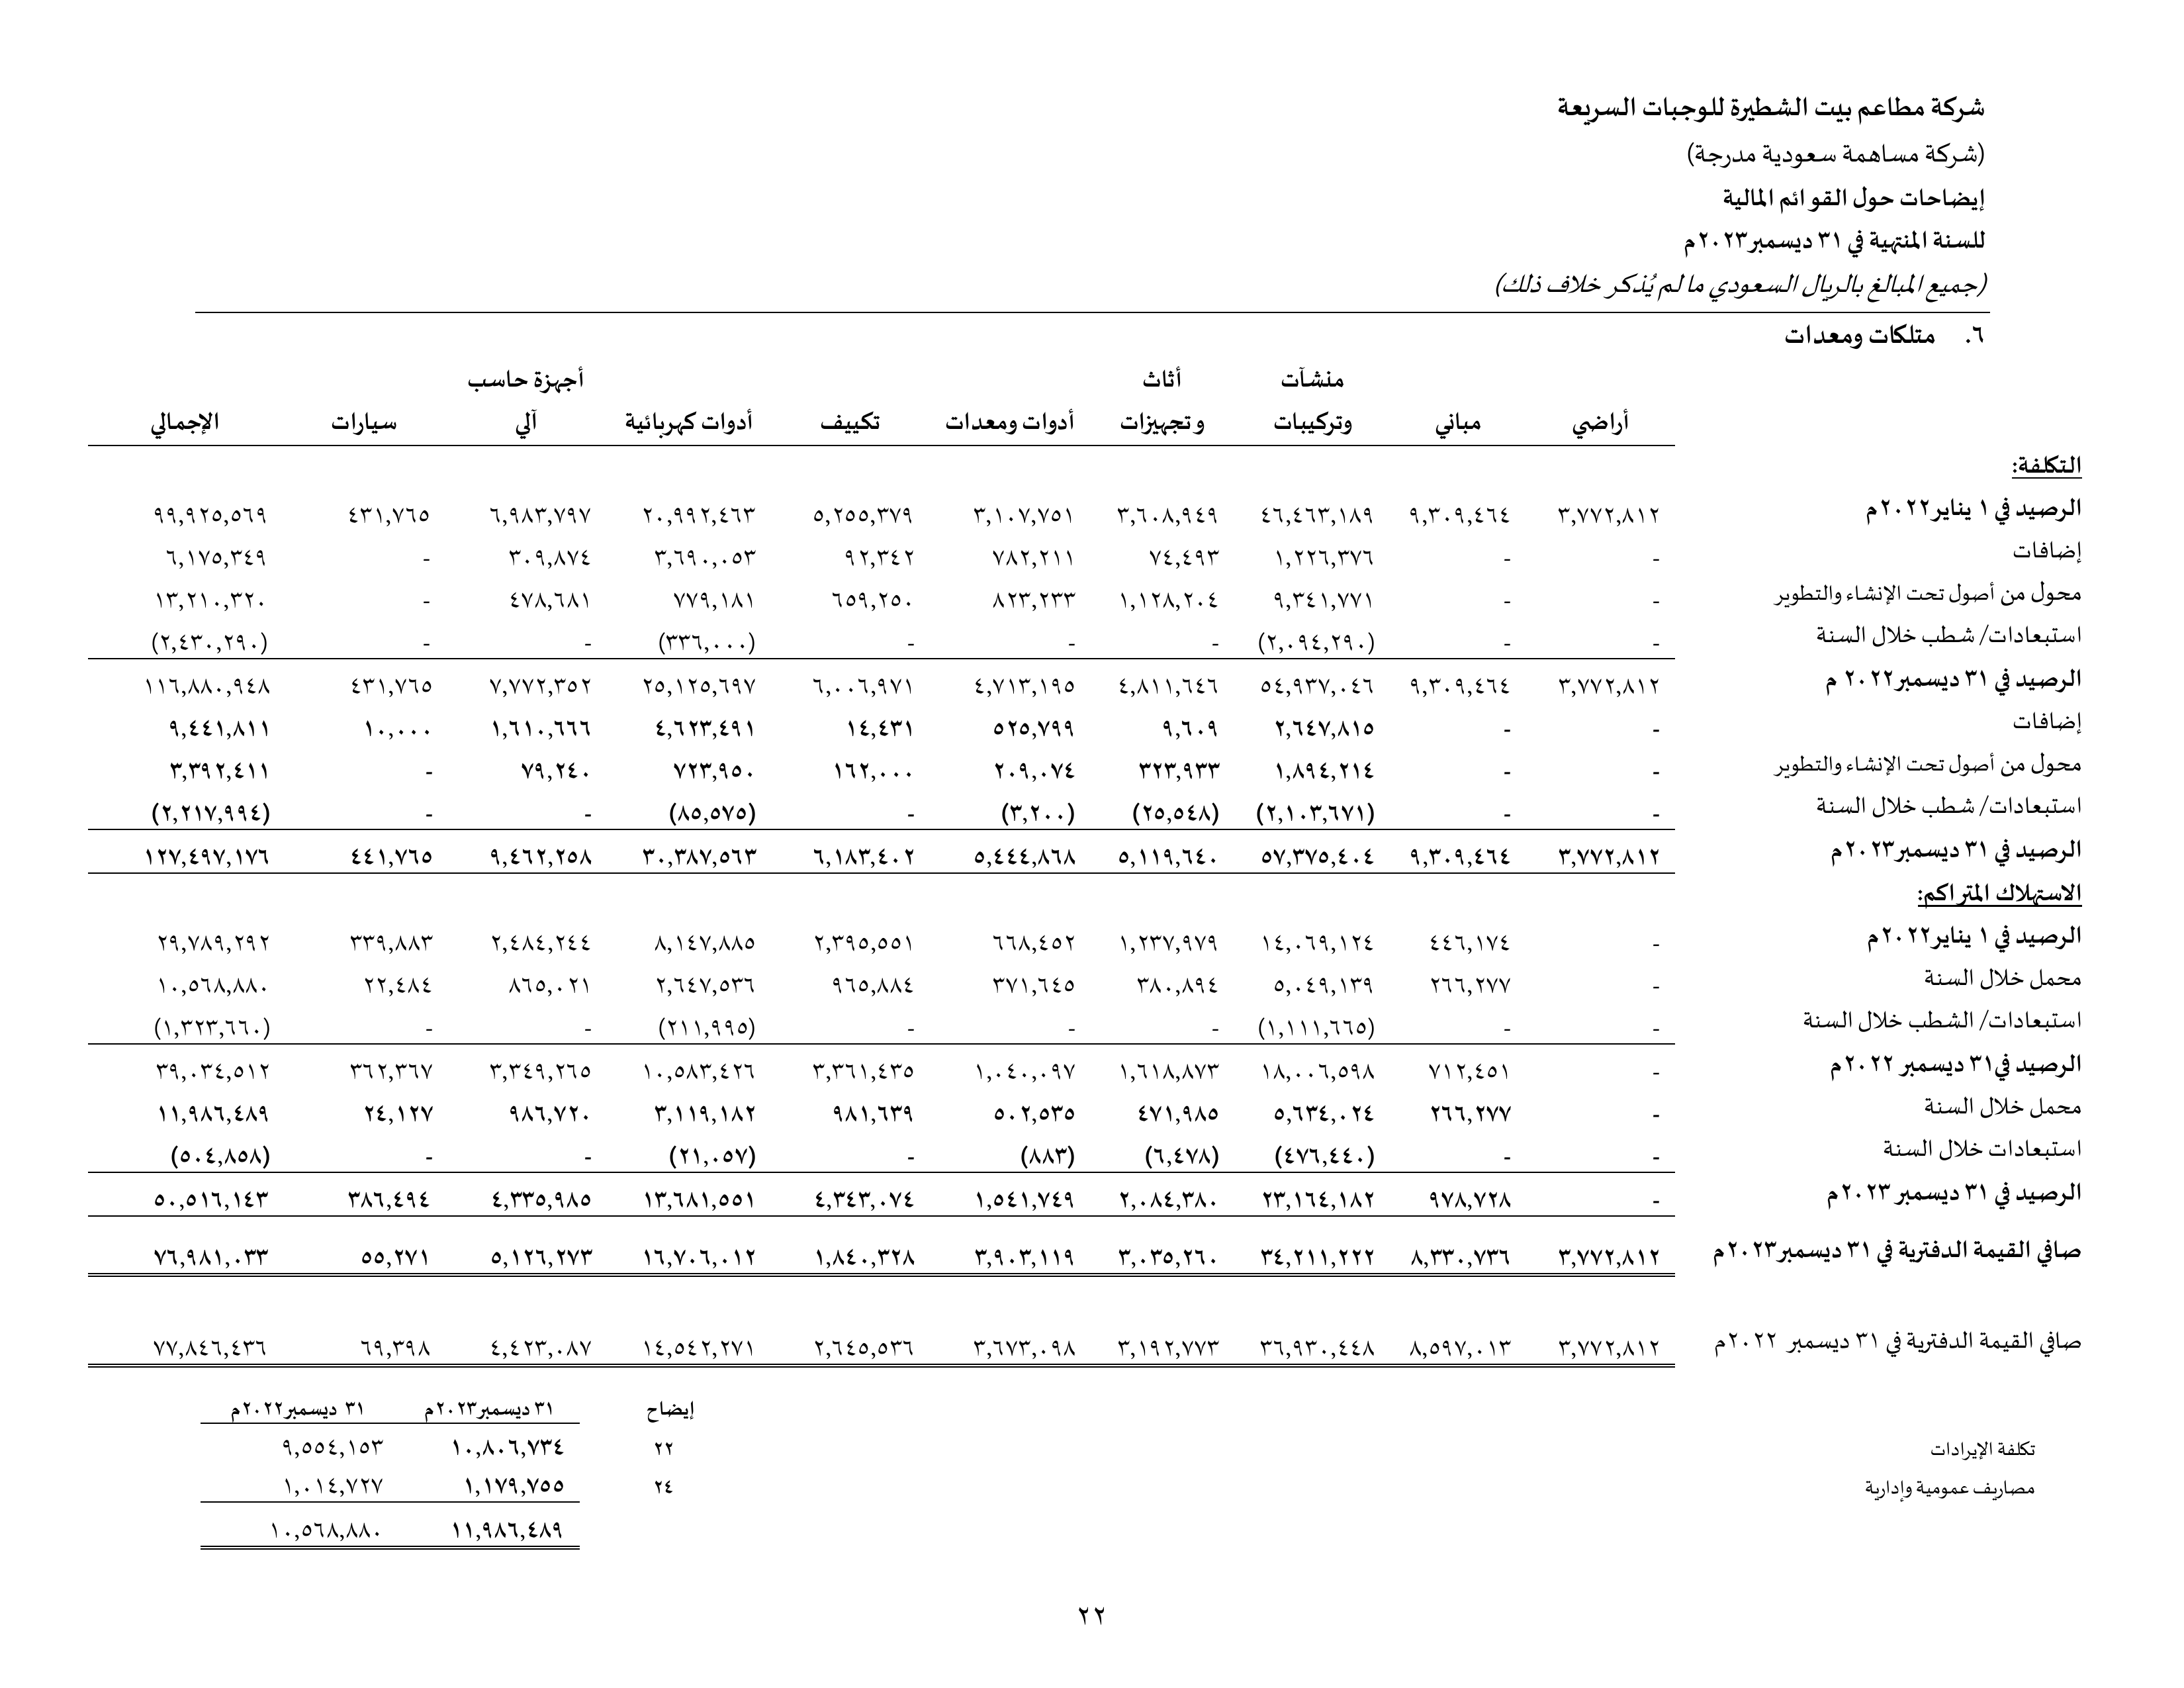 شركة مطاعم بيت الشطيرة للوجبات السريعة
(شركة مساهمة سعودية مدرجة)
إيضاحات حول القوائم المالية
للسنة المنتهية في ٣١ ديسمبر٢٠٢٣م
(جميع المبالغ بالريال السعودي ما لم يُذكر خلاف ذلك)
٦. متلكات ومعدات
منشآت أثاث أجهزة حاسب
أراضي مباني وتركيبات وتجهيزات أدوات ومعدات تكييف أدوات كهربائية آلي سيارات الإجمالي
التكلفة:
الرصيد في ١ يناير٢٠٢٢م ٣,٧٧٢,٨١٢ ٩,٣٠٩,٤٦٤ ٤٦,٤٦٣,١٨٩ ٣,٦٠٨,٩٤٩ ٣,١٠٧,٧٥١ ٥,٢٥٥,٣٧٩ ٢٠,٩٩٢,٤٦٣ ٦,٩٨٣,٧٩٧ ٤٣١,٧٦٥ ٩٩,٩٢٥,٥٦٩
إضافات - - ١,٢٢٦,٣٧٦ ٧٤,٤٩٣ ٧٨٢,٢١١ ٩٢,٣٤٢ ٣,٦٩٠,٠٥٣ ٣٠٩,٨٧٤ - ٦,١٧٥,٣٤٩
محول من أصول تحت الإنشاء والتطوير - - ٩,٣٤١,٧٧١ ١,١٢٨,٢٠٤ ٨٢٣,٢٣٣ ٦٥٩,٢٥٠ ٧٧٩,١٨١ ٤٧٨,٦٨١ - ١٣,٢١٠,٣٢٠
استبعادات/ شطب خلال السنة - - (٢,٠٩٤,٢٩٠) - - - (٣٣٦,٠٠٠) - - (٢,٤٣٠,٢٩٠)
الرصيد في ٣١ ديسمبر٢٠٢٢ م ٣,٧٧٢,٨١٢ ٩,٣٠٩,٤٦٤ ٥٤,٩٣٧,٠٤٦ ٤,٨١١,٦٤٦ ٤,٧١٣,١٩٥ ٦,٠٠٦,٩٧١ ٢٥,١٢٥,٦٩٧ ٧,٧٧٢,٣٥٢ ٤٣١,٧٦٥ ١١٦,٨٨٠,٩٤٨
إضافات - - ٢,٦٤٧,٨١٥ ٩,٦٠٩ ٥٢٥,٧٩٩ ١٤,٤٣١ ٤,٦٢٣,٤٩١ ١,٦١٠,٦٦٦ ١٠,٠٠٠ ٩,٤٤١,٨١١
محول من أصول تحت الإنشاء والتطوير - - ١,٨٩٤,٢١٤ ٣٢٣,٩٣٣ ٢٠٩,٠٧٤ ١٦٢,٠٠٠ ٧٢٣,٩٥٠ ٧٩,٢٤٠ - ٣,٣٩٢,٤١١
استبعادات/ شطب خلال السنة - - (٢,١٠٣,٦٧١) (٢٥,٥٤٨) (٣,٢٠٠) - (٨٥,٥٧٥) - - (٢,٢١٧,٩٩٤)
الرصيد في ٣١ ديسمبر٢٠٢٣م ٣,٧٧٢,٨١٢ ٩,٣٠٩,٤٦٤ ٥٧,٣٧٥,٤٠٤ ٥,١١٩,٦٤٠ ٥,٤٤٤,٨٦٨ ٦,١٨٣,٤٠٢ ٣٠,٣٨٧,٥٦٣ ٩,٤٦٢,٢٥٨ ٤٤١,٧٦٥ ١٢٧,٤٩٧,١٧٦
الاستهلاك المتراكم:
الرصيد في ١ يناير٢٠٢٢م - ٤٤٦,١٧٤ ١٤,٠٦٩,١٢٤ ١,٢٣٧,٩٧٩ ٦٦٨,٤٥٢ ٢,٣٩٥,٥٥١ ٨,١٤٧,٨٨٥ ٢,٤٨٤,٢٤٤ ٣٣٩,٨٨٣ ٢٩,٧٨٩,٢٩٢
محمل خلال السنة - ٢٦٦,٢٧٧ ٥,٠٤٩,١٣٩ ٣٨٠,٨٩٤ ٣٧١,٦٤٥ ٩٦٥,٨٨٤ ٢,٦٤٧,٥٣٦ ٨٦٥,٠٢١ ٢٢,٤٨٤ ١٠,٥٦٨,٨٨٠
استبعادات/ الشطب خلال السنة - - (١,١١١,٦٦٥) - - - (٢١١,٩٩٥) - - (١,٣٢٣,٦٦٠)
الرصيد في٣١ ديسمبر ٢٠٢٢م - ٧١٢,٤٥١ ١٨,٠٠٦,٥٩٨ ١,٦١٨,٨٧٣ ١,٠٤٠,٠٩٧ ٣,٣٦١,٤٣٥ ١٠,٥٨٣,٤٢٦ ٣,٣٤٩,٢٦٥ ٣٦٢,٣٦٧ ٣٩,٠٣٤,٥١٢
محمل خلال السنة - ٢٦٦,٢٧٧ ٥,٦٣٤,٠٢٤ ٤٧١,٩٨٥ ٥٠٢,٥٣٥ ٩٨١,٦٣٩ ٣,١١٩,١٨٢ ٩٨٦,٧٢٠ ٢٤,١٢٧ ١١,٩٨٦,٤٨٩
استبعادات خلال السنة - - (٤٧٦,٤٤٠) (٦,٤٧٨) (٨٨٣) - (٢١,٠٥٧) - - (٥٠٤,٨٥٨)
الرصيد في ٣١ ديسمبر ٢٠٢٣م - ٩٧٨,٧٢٨ ٢٣,١٦٤,١٨٢ ٢,٠٨٤,٣٨٠ ١,٥٤١,٧٤٩ ٤,٣٤٣,٠٧٤ ١٣,٦٨١,٥٥١ ٤,٣٣٥,٩٨٥ ٣٨٦,٤٩٤ ٥٠,٥١٦,١٤٣
صافي القيمة الدفترية في ٣١ ديسمبر٢٠٢٣م ٣,٧٧٢,٨١٢ ٨,٣٣٠,٧٣٦ ٣٤,٢١١,٢٢٢ ٣,٠٣٥,٢٦٠ ٣,٩٠٣,١١٩ ١,٨٤٠,٣٢٨ ١٦,٧٠٦,٠١٢ ٥,١٢٦,٢٧٣ ٥٥,٢٧١ ٧٦,٩٨١,٠٣٣
صافي القيمة الدفترية في ٣١ ديسمبر ٢٠٢٢م ٣,٧٧٢,٨١٢ ٨,٥٩٧,٠١٣ ٣٦,٩٣٠,٤٤٨ ٣,١٩٢,٧٧٣ ٣,٦٧٣,٠٩٨ ٢,٦٤٥,٥٣٦ ١٤,٥٤٢,٢٧١ ٤,٤٢٣,٠٨٧ ٦٩,٣٩٨ ٧٧,٨٤٦,٤٣٦
إيضاح ٣١ ديسمبر٢٠٢٣م ٣١ ديسمبر٢٠٢٢م
تكلفة الإيرادات ٢٢ ١٠,٨٠٦,٧٣٤ ٩,٥٥٤,١٥٣
مصاريف عمومية وإدارية ٢٤ ١,١٧٩,٧٥٥ ١,٠١٤,٧٢٧
١١,٩٨٦,٤٨٩ ١٠,٥٦٨,٨٨٠
٢٢